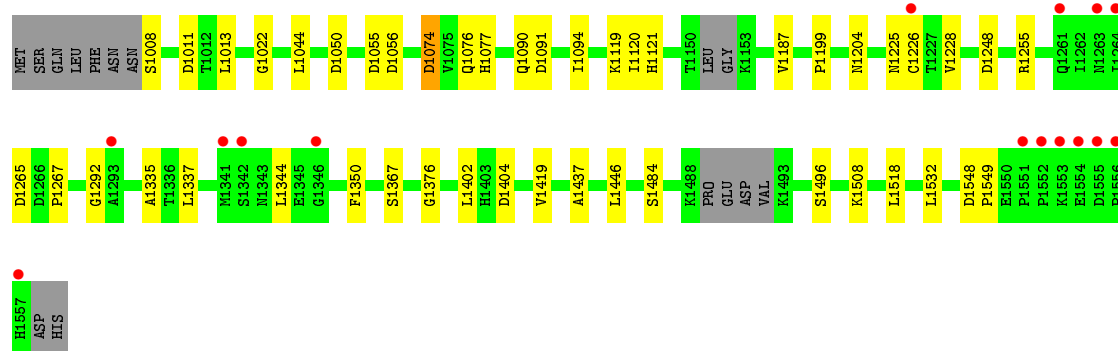 MET SER GLN LEU PHE ASN ASN S1008 D1011 T1012 L1013 G1022 L1044 D1050 D1055 D1056 D1074 V1075 Q1076 H1077 Q1090 D1091 I1094 K1119 I1120 H1121 T1150 LEU GLY K1153 V1187 P1199 N1204 N1225 C1226 T1227 V1228 D1248 R1255 Q1261 I1262 N1263 I1264
D1265 D1266 P1267 G1292 A1293 A1335 T1336 L1337 M1341 S1342 N1343 L1344 E1345 G1346 F1350 S1367 G1376 L1402 H1403 D1404 V1419 A1437 L1446 S1484 K1488 PRO GLU ASP VAL K1493 S1496 K1508 L1518 L1532 D1548 P1549 E1550 P1551 P1552 K1553 E1554 D1555 P1556
H1557 ASP HIS